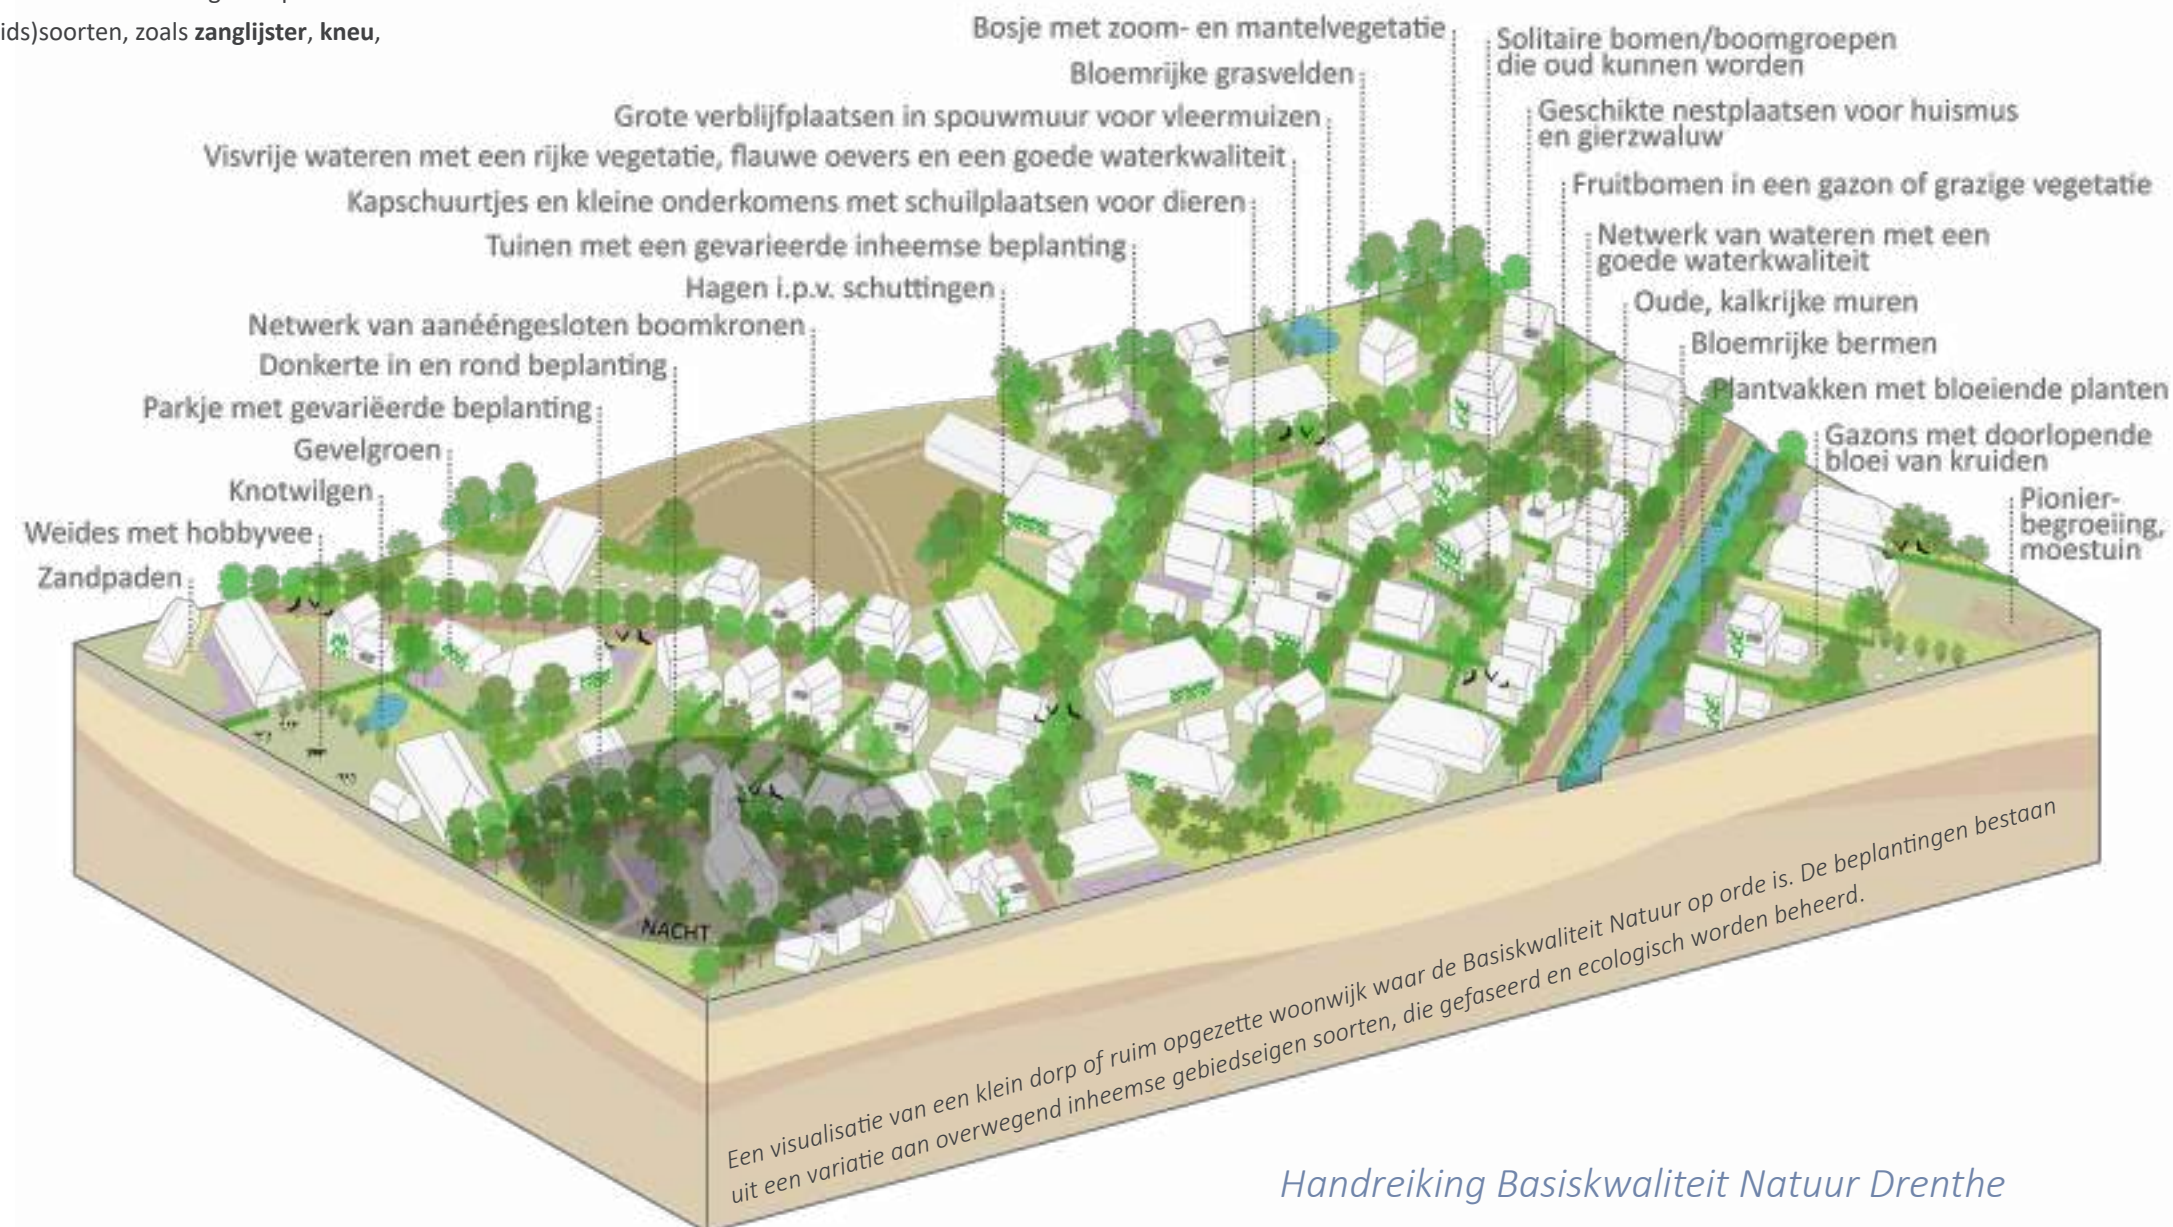 ids)soorten, zoals zanglijster, kneu,
Bosje met zoom- en mantelvegetatie
Solitaire bomen/boomgroepen
die oud kunnen worden
Bloemrijke grasvelden
Geschikte nestplaatsen voor huismus
en gierzwaluw
Grote verblijfplaatsen in spouwmuur voor vleermuizen
Visvrije wateren met een rijke vegetatie, flauwe oevers en een goede waterkwaliteit
Fruitbomen in een gazon of grazige vegetatie
Kapschuurtjes en kleine onderkomens met schuilplaatsen voor dieren
Netwerk van wateren met een
goede waterkwaliteit
Tuinen met een gevarieerde inheemse beplanting
Hagen i.p.v. schuttingen
Oude, kalkrijke muren
Netwerk van aanééngesloten boomkronen
Bloemrijke bermen
Donkerte in en rond beplanting
Plantvakken met bloeiende planten
Parkje met gevariëerde beplanting
Gazons met doorlopende
bloei van kruiden
Gevelgroen
Knotwilgen
Pionier-
begroeiing,
moestuin
Weides met hobbyvee
Zandpaden
NACHT
Een visualisatie van een klein dorp of ruim opgezette woonwijk waar de Basiskwaliteit Natuur op orde is. De beplantingen bestaan
uit een variatie aan overwegend inheemse gebiedseigen soorten, die gefaseerd en ecologisch worden beheerd.
Handreiking Basiskwaliteit Natuur Drenthe